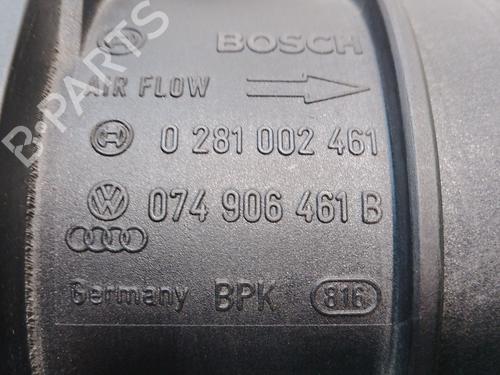 BOSCH
AIR FLOW
0 281 002 461
074 906 461 B
Germany BPK 816
B-PARTS